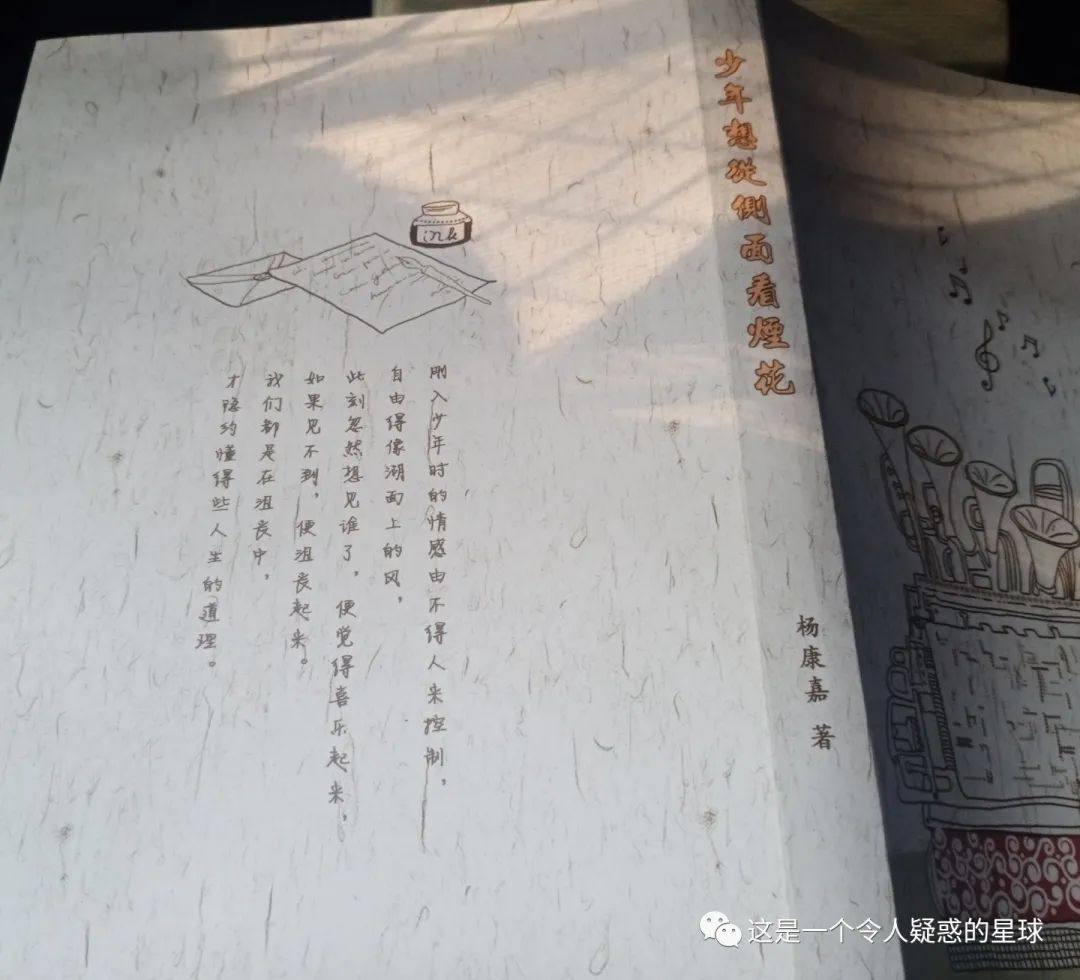 少年想從側面看煙花
杨康嘉 著
ink
刚入少年时的情感由不得人来控制，
自由得像湖面上的风，
此刻忽然想见谁了，便觉得喜乐起来，
如果见不到，便沮丧起来。
我们都是在沮丧中，
才隐约懂得些人生的道理。
这是一个令人疑惑的星球